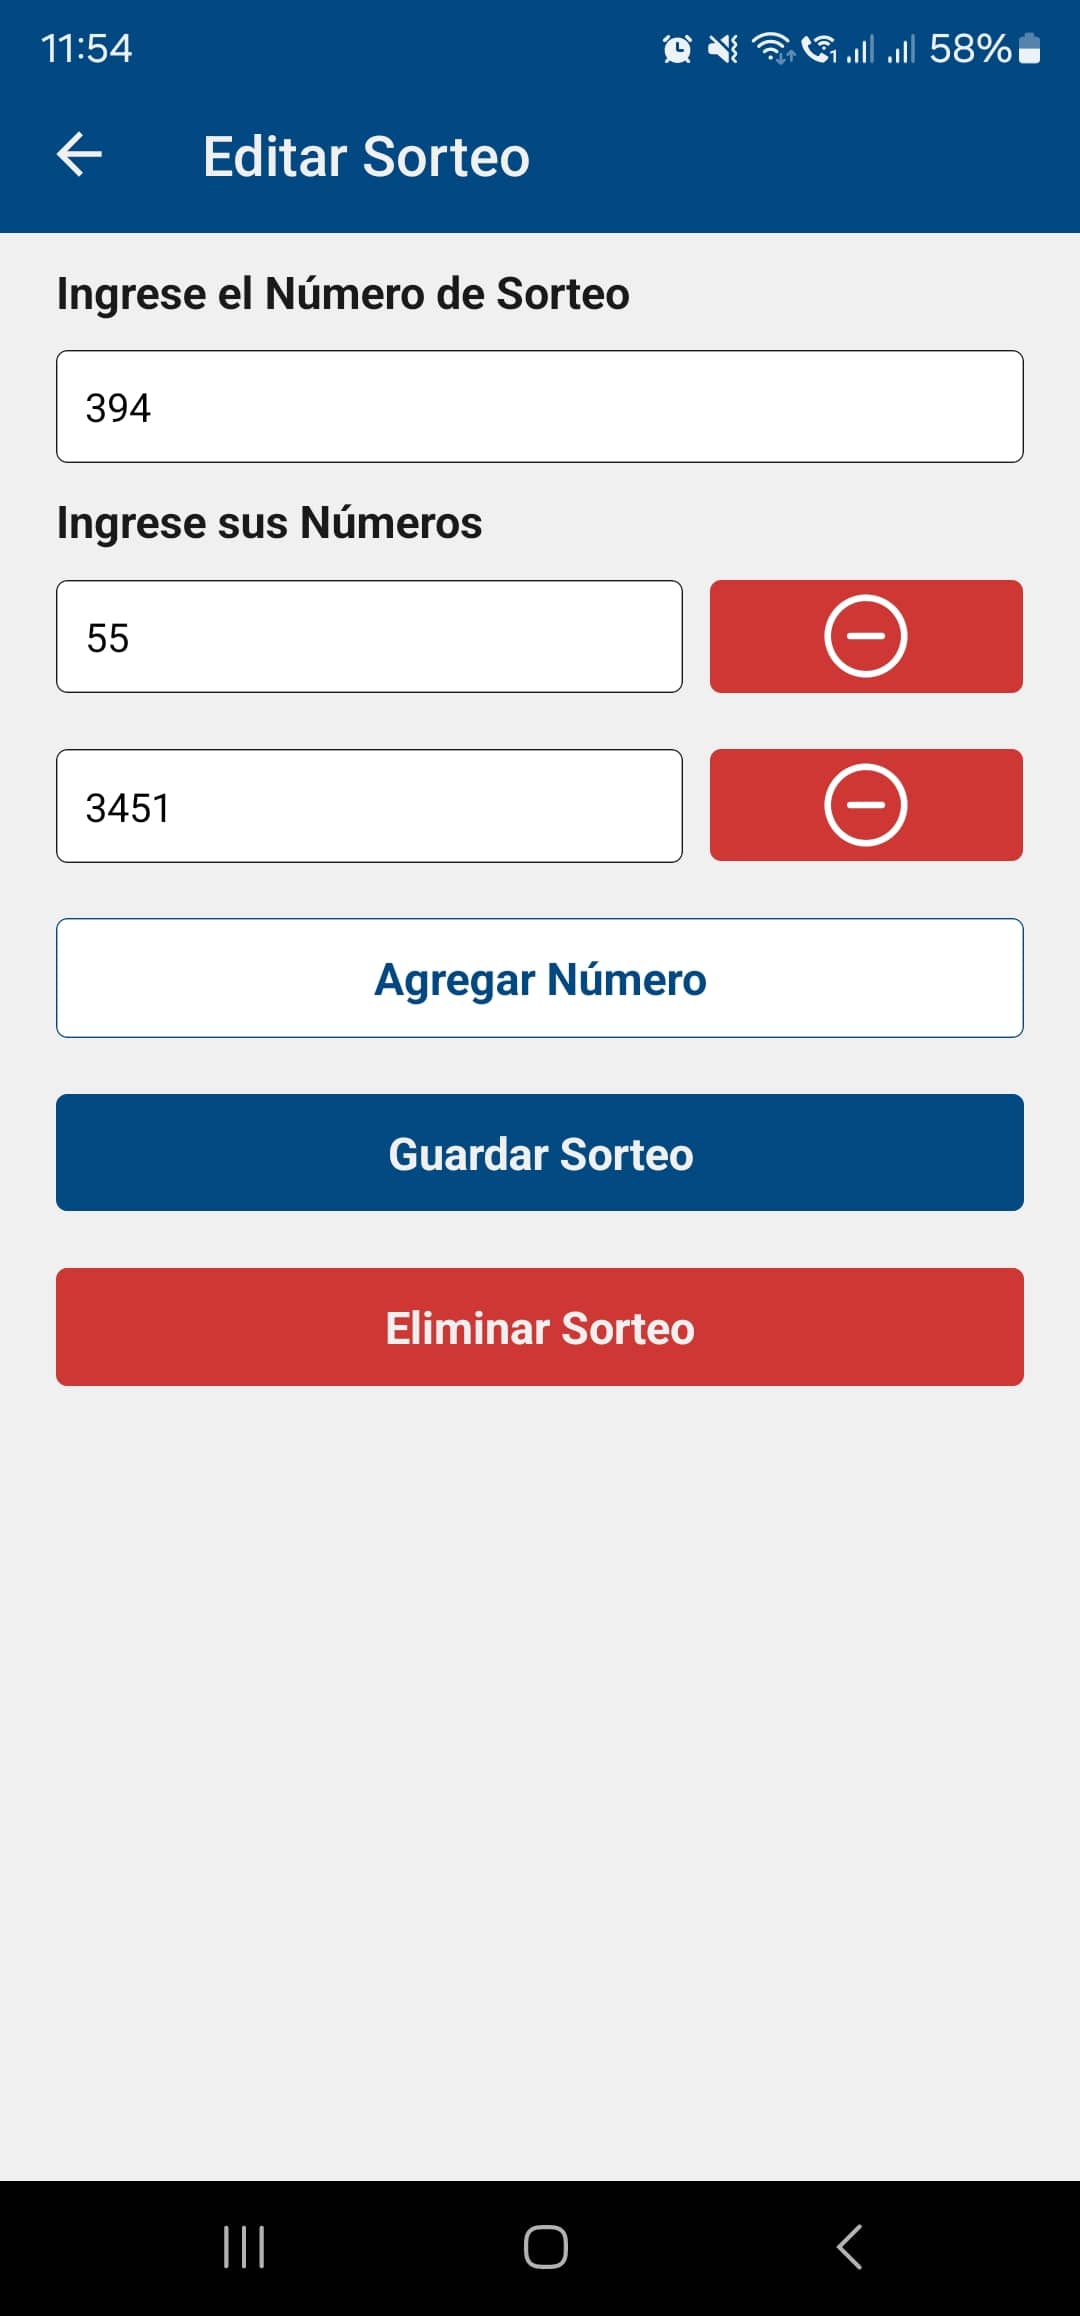 11:54
58%
Editar Sorteo
Ingrese el Número de Sorteo
394
Ingrese sus Números
55
3451
Agregar Número
Guardar Sorteo
Eliminar Sorteo